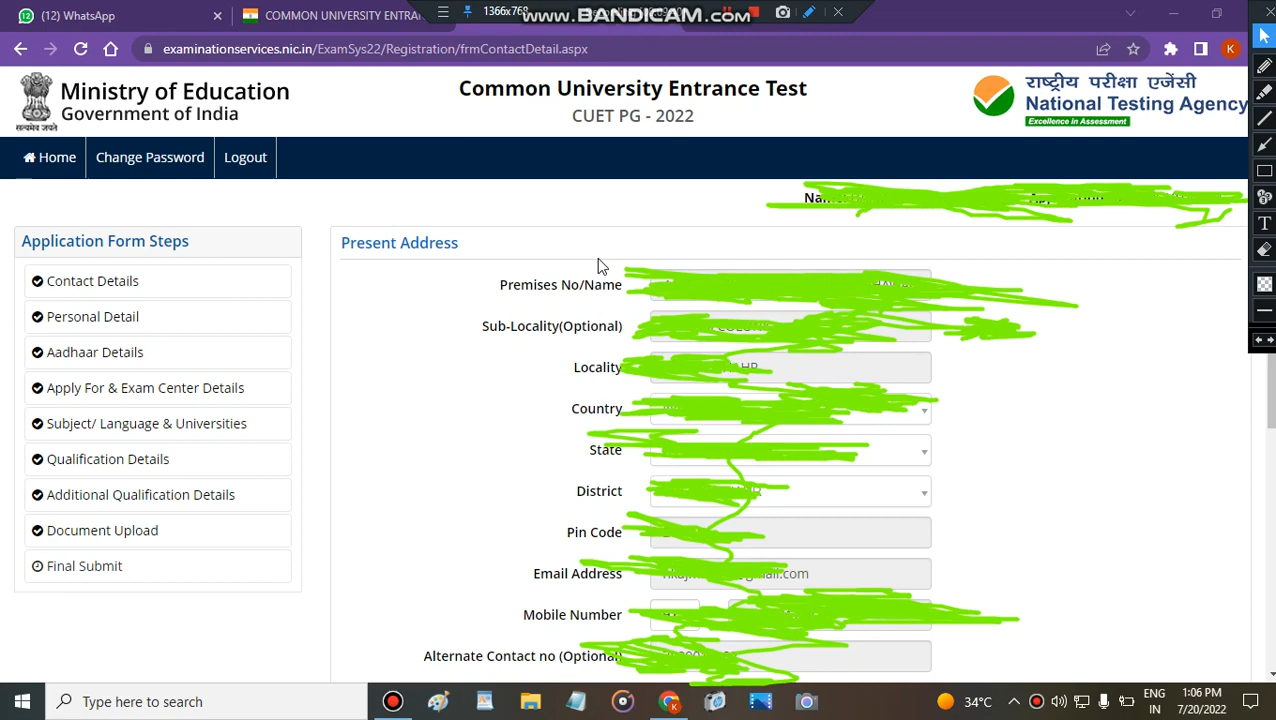 (12) WhatsApp
COMMON UNIVERSITY ENTRAN
1366x768
www.BANDICAM.com
examinationservices.nic.in/ExamSys22/Registration/frmContactDetail.aspx
K
Ministry of Education
Government of India
सत्यमेव जयते
Common University Entrance Test
CUET PG - 2022
राष्ट्रीय परीक्षा एजेंसी
National Testing Agency
Excellence in Assessment
Home
Change Password
Logout
Application Form Steps
Contact Details
Personal Detail
Aadhaar Details
Apply For & Exam Center Details
Subject/ Language & Universities
Qualification Details
Additional Qualification Details
Document Upload
Final Submit
Present Address
Premises No/Name
Sub-Locality(Optional)
Locality
Country
State
District
Pin Code
Email Address
Mobile Number
Alternate Contact no (Optional)
Type here to search
34°C
ENG
IN
1:06 PM
7/20/2022